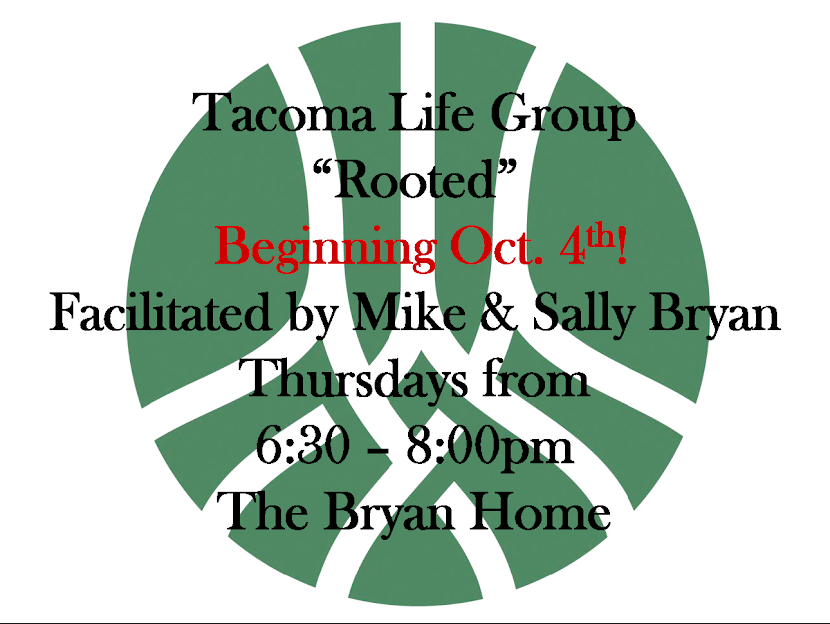 Tacoma Life Group
“Rooted”
Beginning Oct. 4th!
Facilitated by Mike & Sally Bryan
Thursdays from
6:30 – 8:00pm
The Bryan Home